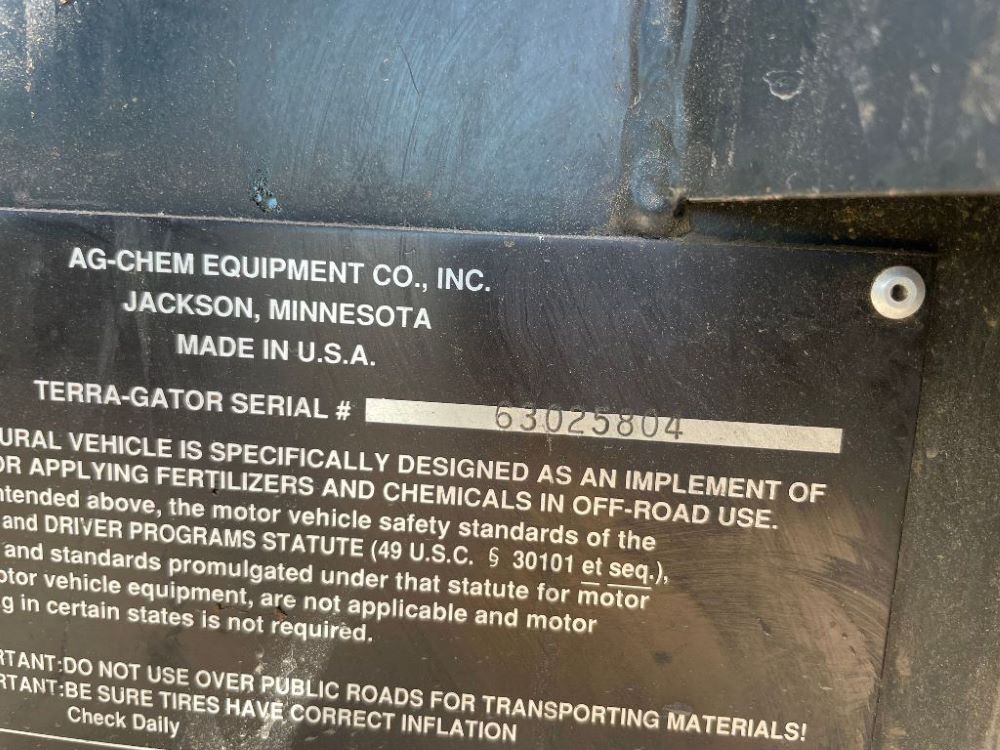 AG-CHEM EQUIPMENT CO., INC.
JACKSON, MINNESOTA
MADE IN U.S.A.
TERRA-GATOR SERIAL # 63025804
URAL VEHICLE IS SPECIFICALLY DESIGNED AS AN IMPLEMENT OF
OR APPLYING FERTILIZERS AND CHEMICALS IN OFF-ROAD USE.
ntended above, the motor vehicle safety standards of the
and DRIVER PROGRAMS STATUTE (49 U.S.C. § 30101 et seq.),
and standards promulgated under that statute for motor
otor vehicle equipment, are not applicable and motor
g in certain states is not required.
RTANT:DO NOT USE OVER PUBLIC ROADS FOR TRANSPORTING MATERIALS!
RTANT:BE SURE TIRES HAVE CORRECT INFLATION
Check Daily